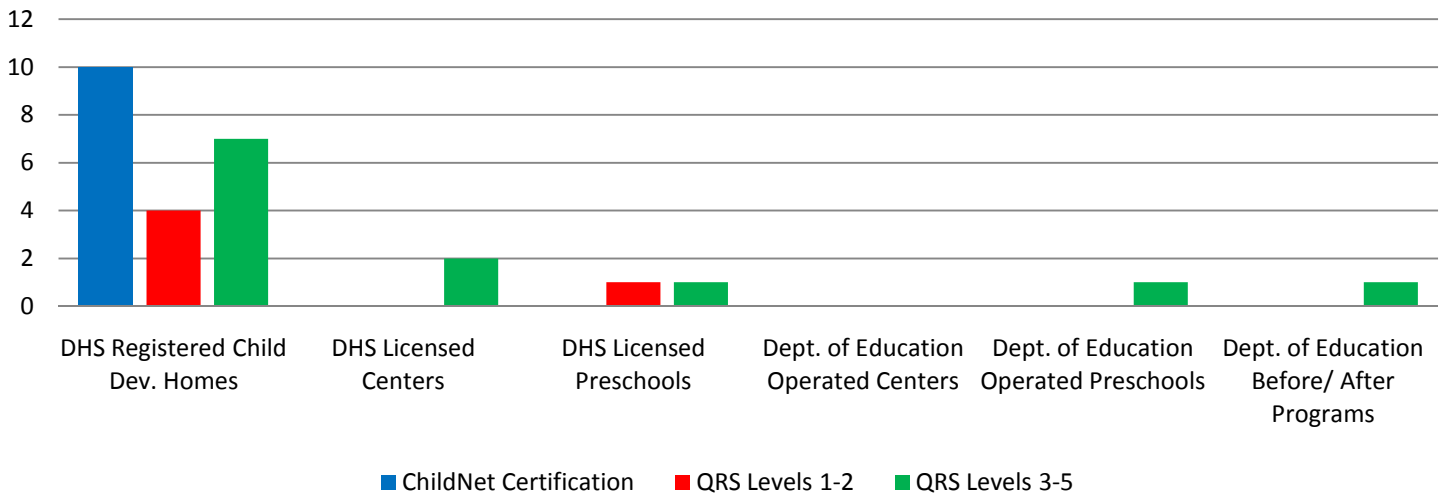 12
10
8
6
4
2
0
DHS Registered Child
Dev. Homes
DHS Licensed
Centers
DHS Licensed
Preschools
Dept. of Education
Operated Centers
Dept. of Education
Operated Preschools
Dept. of Education
Before/ After
Programs
ChildNet Certification
QRS Levels 1-2
QRS Levels 3-5